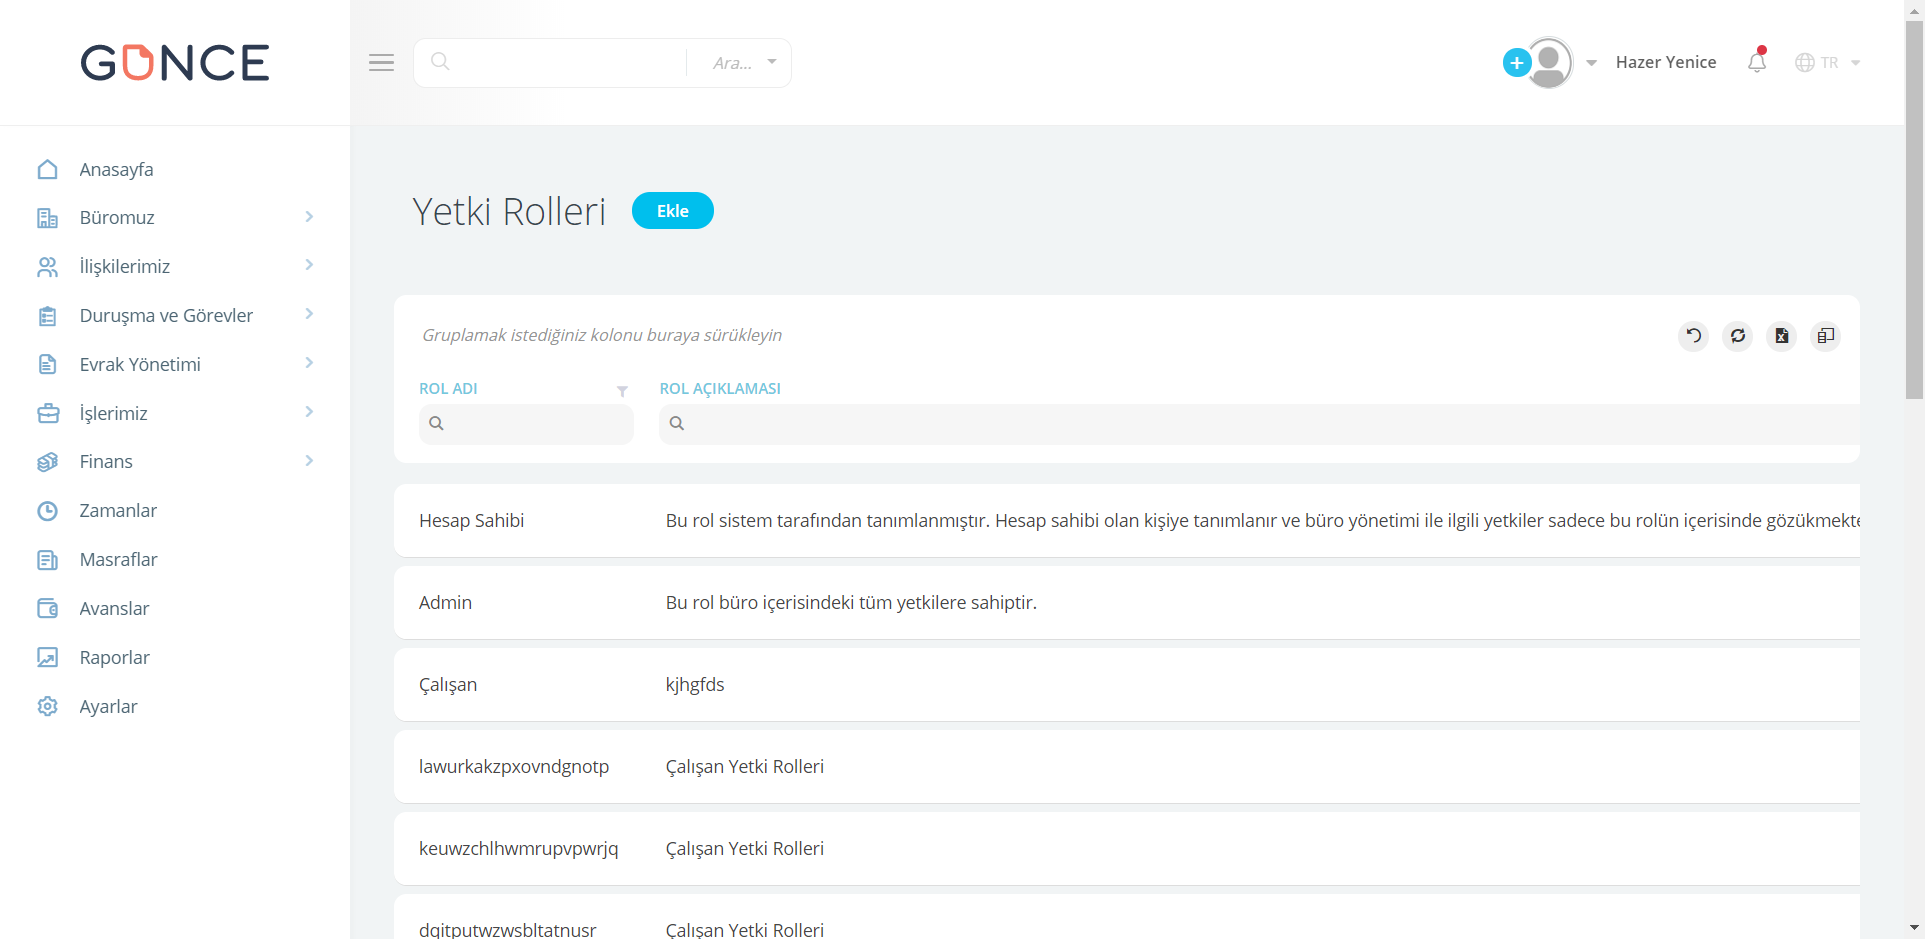 GÜNCE
Ara...
Hazer Yenice
TR
Anasayfa
Büromuz
İlişkilerimiz
Duruşma ve Görevler
Evrak Yönetimi
İşlerimiz
Finans
Zamanlar
Masraflar
Avanslar
Raporlar
Ayarlar
Yetki Rolleri
Ekle
Gruplamak istediğiniz kolonu buraya sürükleyin
ROL ADI ROL AÇIKLAMASI
Hesap Sahibi Bu rol sistem tarafından tanımlanmıştır. Hesap sahibi olan kişiye tanımlanır ve büro yönetimi ile ilgili yetkiler sadece bu rolün içerisinde gözükmekte
Admin Bu rol büro içerisindeki tüm yetkilere sahiptir.
Çalışan kjhgfds
lawurkakzpxovndgnotp Çalışan Yetki Rolleri
keuwzchlhwmrupvpwrjq Çalışan Yetki Rolleri
dqitputwzwsbltatnusr Çalışan Yetki Rolleri